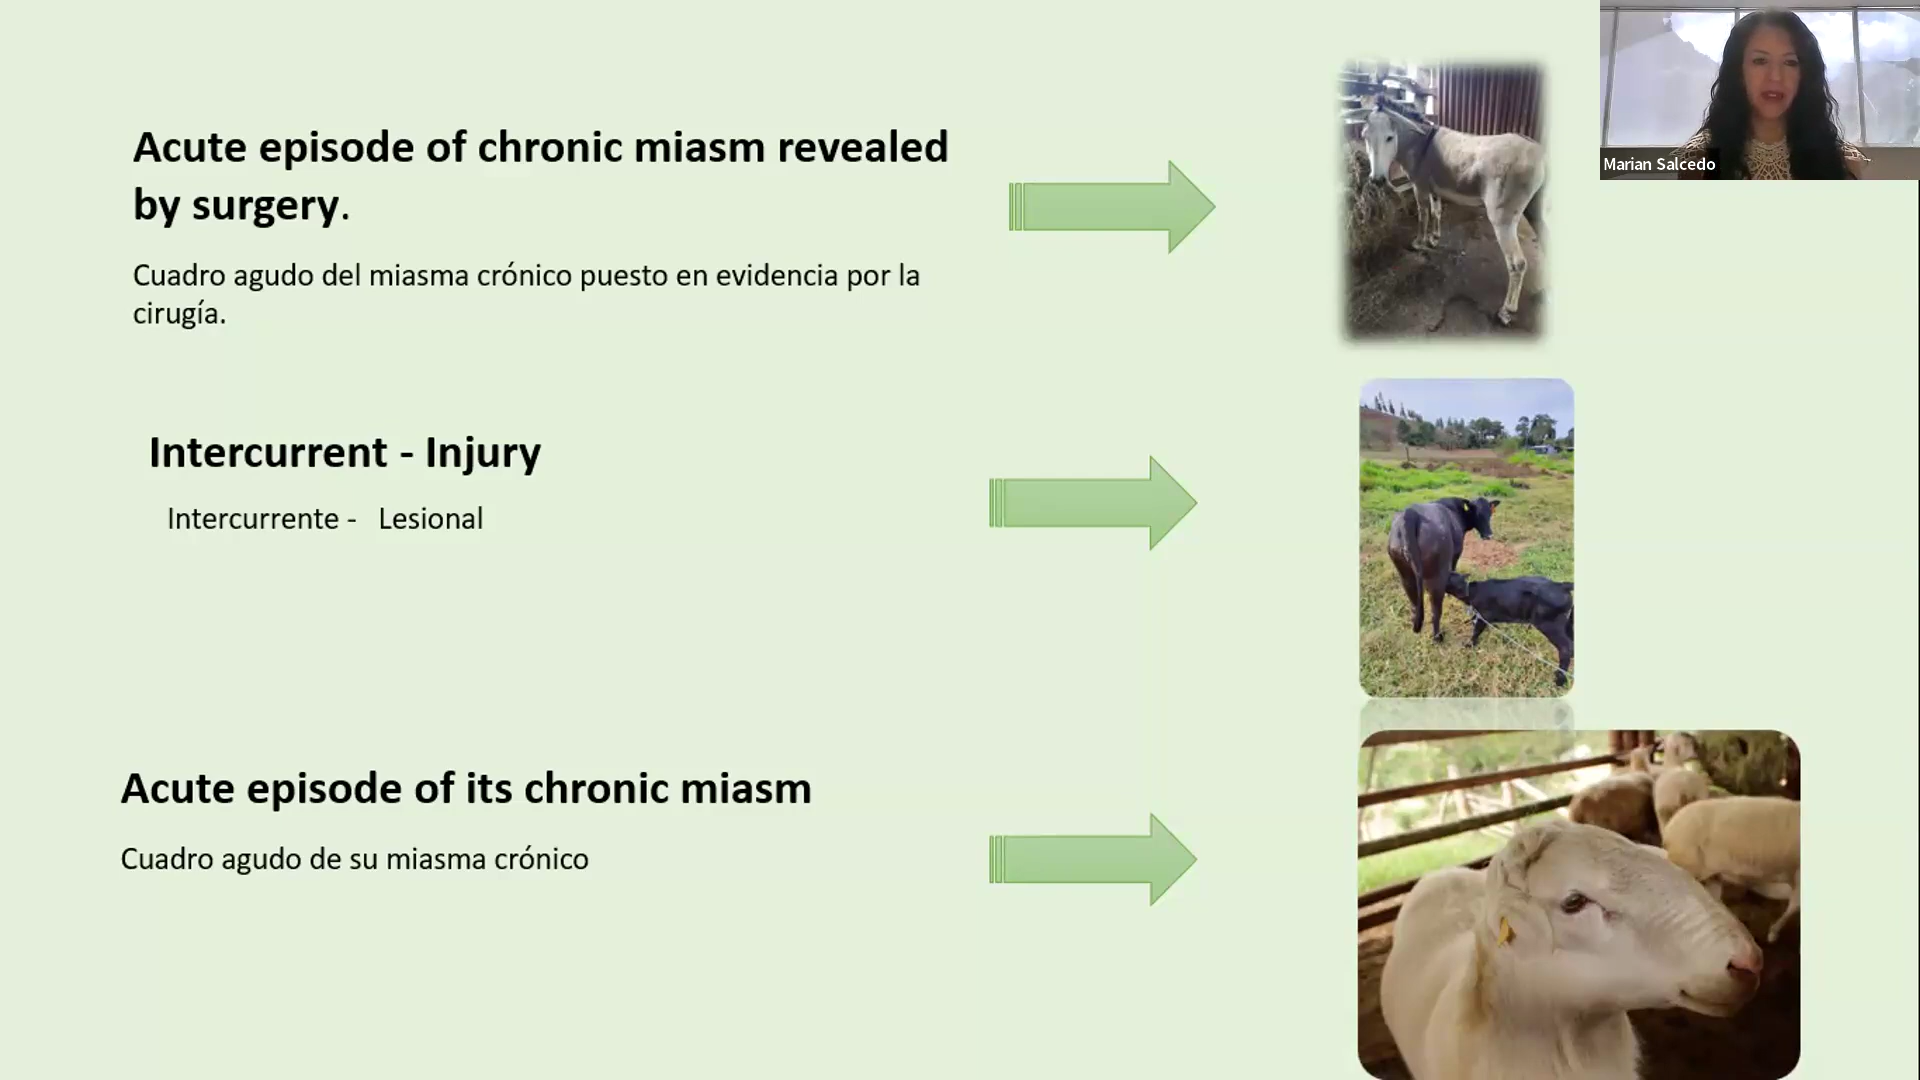 Acute episode of chronic miasm revealed
by surgery.
Cuadro agudo del miasma crónico puesto en evidencia por la
cirugía.
Intercurrent - Injury
Intercurrente - Lesional
Acute episode of its chronic miasm
Cuadro agudo de su miasma crónico
Marian Salcedo